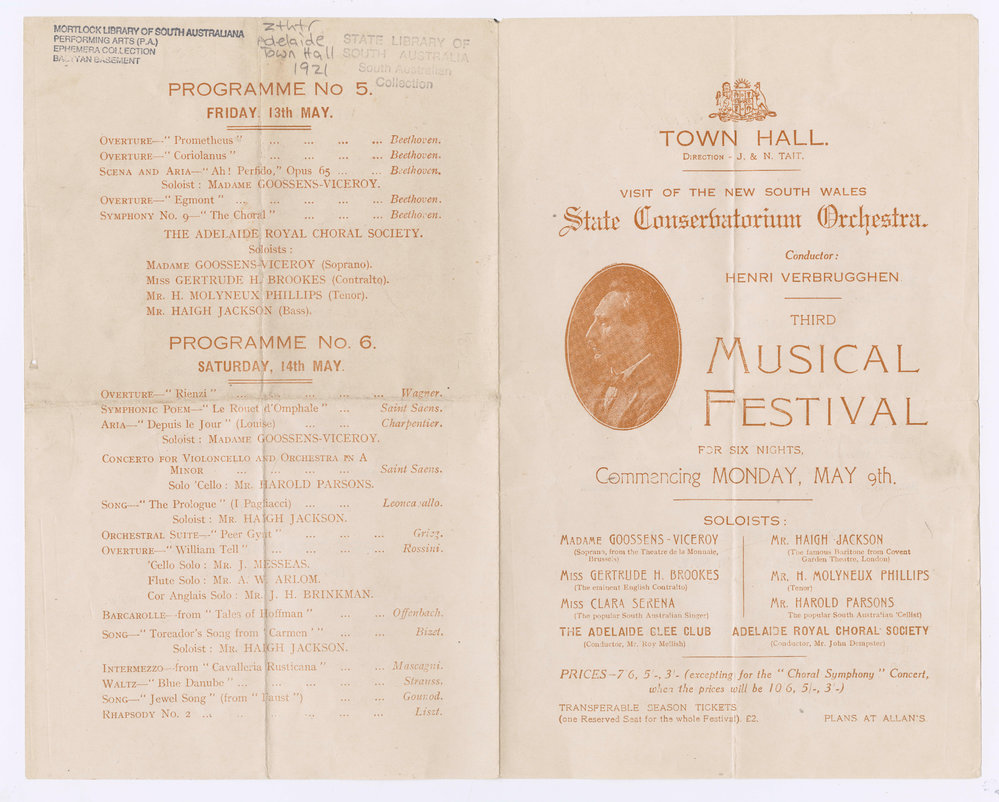 MORTLOCK LIBRARY OF SOUTH AUSTRALIANA
PERFORMING ARTS (P.A.)
EPHEMERA COLLECTION
BASTYAN BASEMENT
Adelaide
Town Hall
1921
STATE LIBRARY OF
SOUTH AUSTRALIA
South Australian
Collection
PROGRAMME No 5.
FRIDAY, 13th MAY.
OVERTURE—"Prometheus" ... ... ... ... Beethoven.
OVERTURE—"Coriolanus" ... ... ... ... Beethoven.
SCENA AND ARIA—"Ah! Perfido," Opus 65 ... ... Beethoven.
Soloist: MADAME GOOSSENS-VICEROY.
OVERTURE—"Egmont" ... ... ... ... ... Beethoven.
SYMPHONY NO. 9—"The Choral" ... ... ... Beethoven.
THE ADELAIDE ROYAL CHORAL SOCIETY.
Soloists:
MADAME GOOSSENS-VICEROY (Soprano).
MISS GERTRUDE H. BROOKES (Contralto).
MR. H. MOLYNEUX PHILLIPS (Tenor).
MR. HAIGH JACKSON (Bass).
PROGRAMME No. 6.
SATURDAY, 14th MAY.
OVERTURE—"Rienzi" ... ... ... ... ... Wagner.
SYMPHONIC POEM—"Le Rouet d'Omphale" ... Saint Saens.
ARIA—"Depuis le Jour" (Louise) ... ... Charpentier.
Soloist: MADAME GOOSSENS-VICEROY.
CONCERTO FOR VIOLONCELLO AND ORCHESTRA IN A
MINOR ... ... ... ... Saint Saens.
Solo 'Cello: MR. HAROLD PARSONS.
SONG—"The Prologue" (I Pagliacci) ... ... Leoncavallo.
Soloist: MR. HAIGH JACKSON.
ORCHESTRAL SUITE—"Peer Gynt" ... ... ... Grieg.
OVERTURE—"William Tell" ... ... ... ... Rossini.
'Cello Solo: MR. J. MESSEAS.
Flute Solo: MR. A. W. ARLOM.
Cor Anglais Solo: MR. J. H. BRINKMAN.
BARCAROLLE—from "Tales of Hoffman" ... ... Offenbach.
SONG—"Toreador's Song from 'Carmen'" ... ... Bizet.
Soloist: MR. HAIGH JACKSON.
INTERMEZZO—from "Cavalleria Rusticana" ... ... Mascagni.
WALTZ—"Blue Danube" ... ... ... ... Strauss.
SONG—"Jewel Song" (from "Faust") ... ... Gounod.
RHAPSODY NO. 2 ... ... ... ... ... Liszt.
TOWN HALL.
DIRECTION - J. & N. TAIT.
VISIT OF THE NEW SOUTH WALES
State Conservatorium Orchestra.
Conductor:
HENRI VERBRUGGHEN
THIRD
MUSICAL
FESTIVAL
FOR SIX NIGHTS,
Commencing MONDAY, MAY 9th.
SOLOISTS:
MADAME GOOSSENS-VICEROY
(Soprano, from the Theatre de la Monnaie,
Brussels)
MISS GERTRUDE H. BROOKES
(The eminent English Contralto)
MISS CLARA SERENA
(The popular South Australian Singer)
THE ADELAIDE GLEE CLUB
(Conductor, Mr. Roy Mellish)
MR. HAIGH JACKSON
(The famous Baritone from Covent
Garden Theatre, London)
MR. H. MOLYNEUX PHILLIPS
(Tenor)
MR. HAROLD PARSONS
The popular South Australian 'Cellist)
ADELAIDE ROYAL CHORAL SOCIETY
(Conductor, Mr. John Dempster)
PRICES—7 6, 5/-, 3/- (excepting for the "Choral Symphony" Concert,
when the prices will be 10 6, 5/-, 3/-)
TRANSFERABLE SEASON TICKETS
(one Reserved Seat for the whole Festival). £2.
PLANS AT ALLAN'S